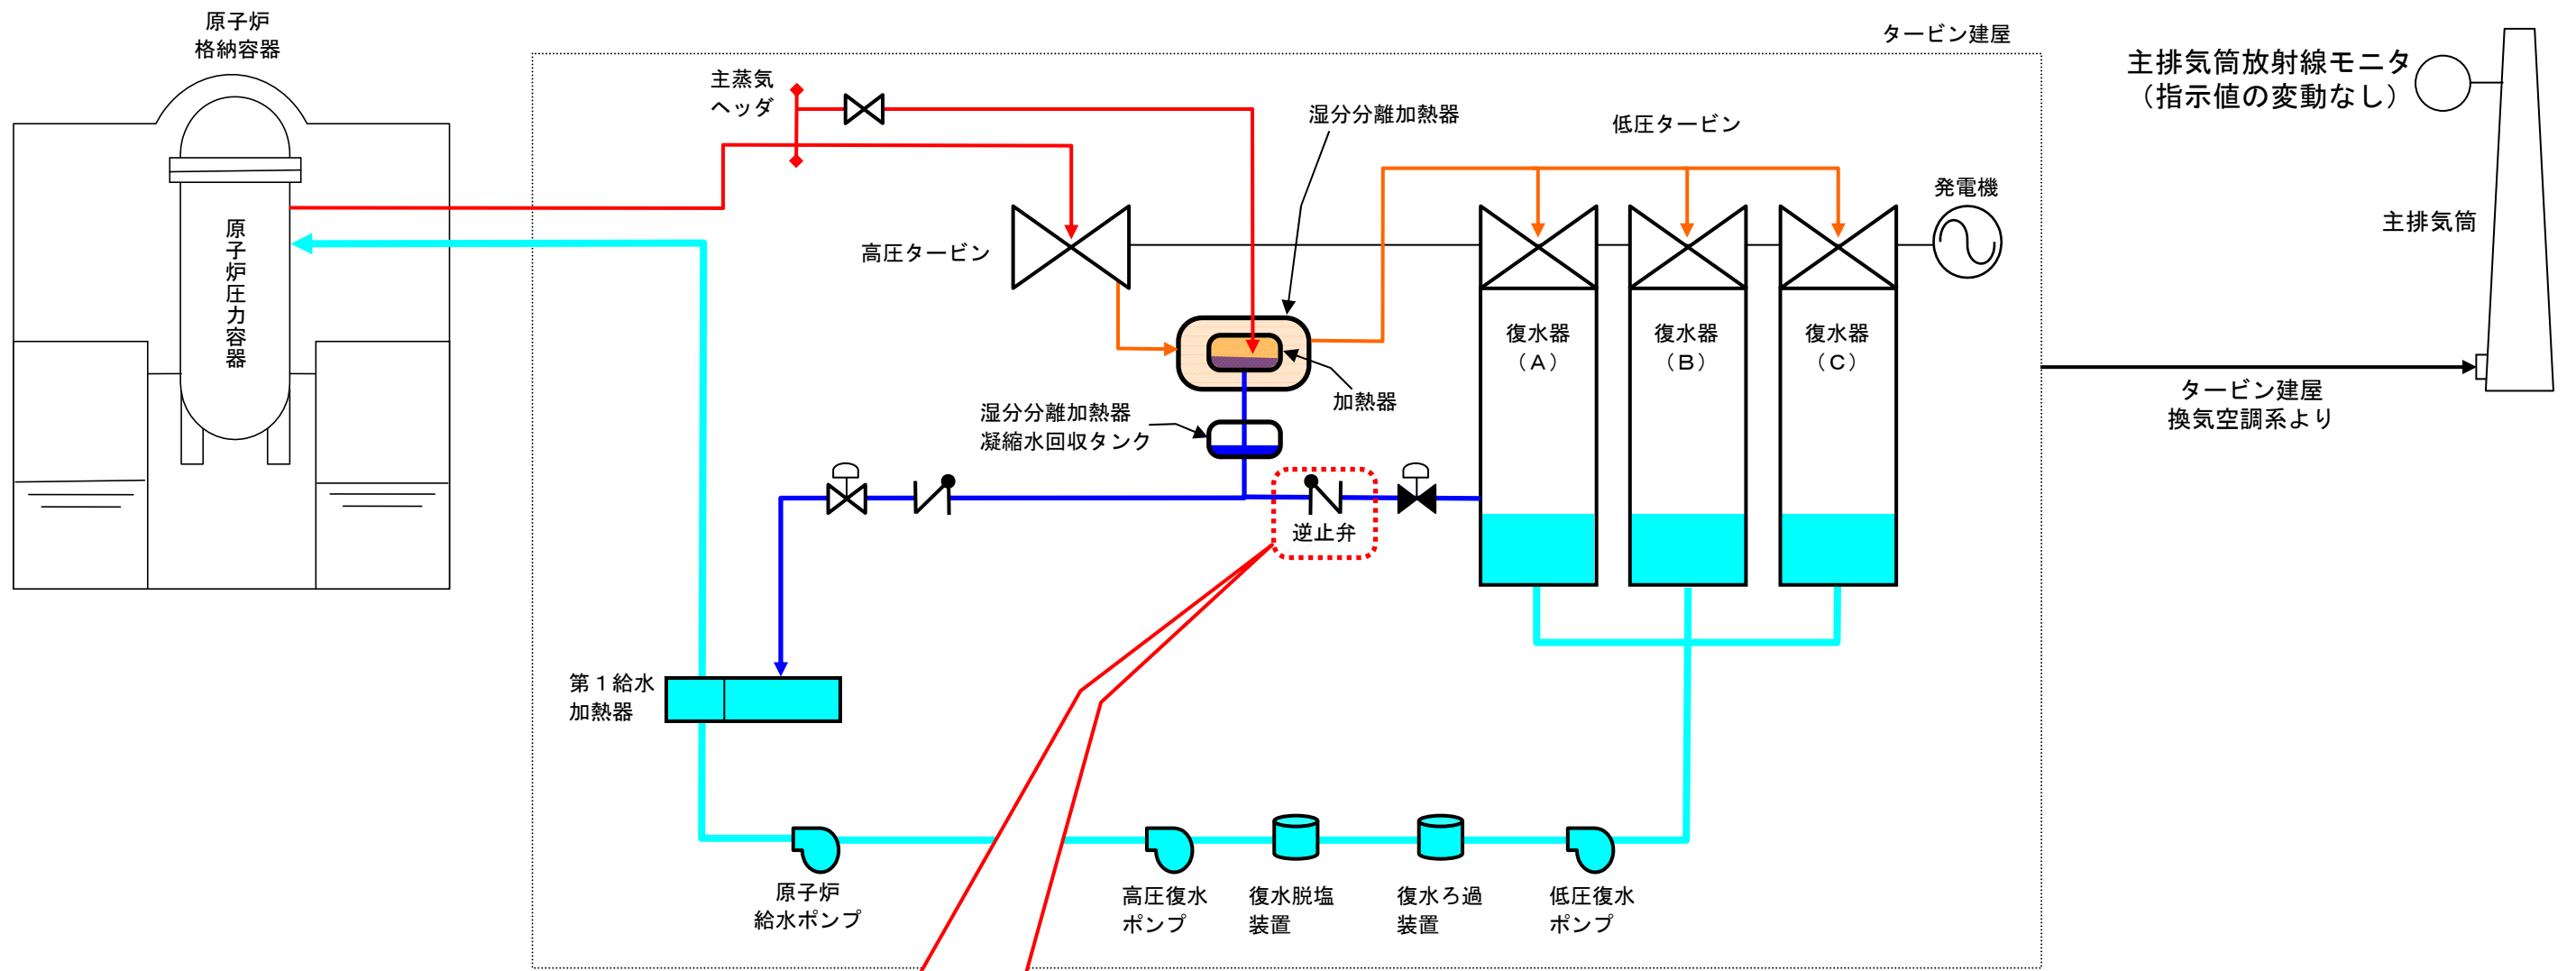 原子炉
格納容器
原子炉圧力容器
タービン建屋
主蒸気
ヘッダ
湿分分離加熱器
低圧タービン
発電機
高圧タービン
主排気筒放射線モニタ
（指示値の変動なし）
主排気筒
復水器
（Ａ）
復水器
（Ｂ）
復水器
（Ｃ）
加熱器
湿分分離加熱器
凝縮水回収タンク
逆止弁
タービン建屋
換気空調系より
第１給水
加熱器
原子炉
給水ポンプ
高圧復水
ポンプ
復水脱塩
装置
復水ろ過
装置
低圧復水
ポンプ